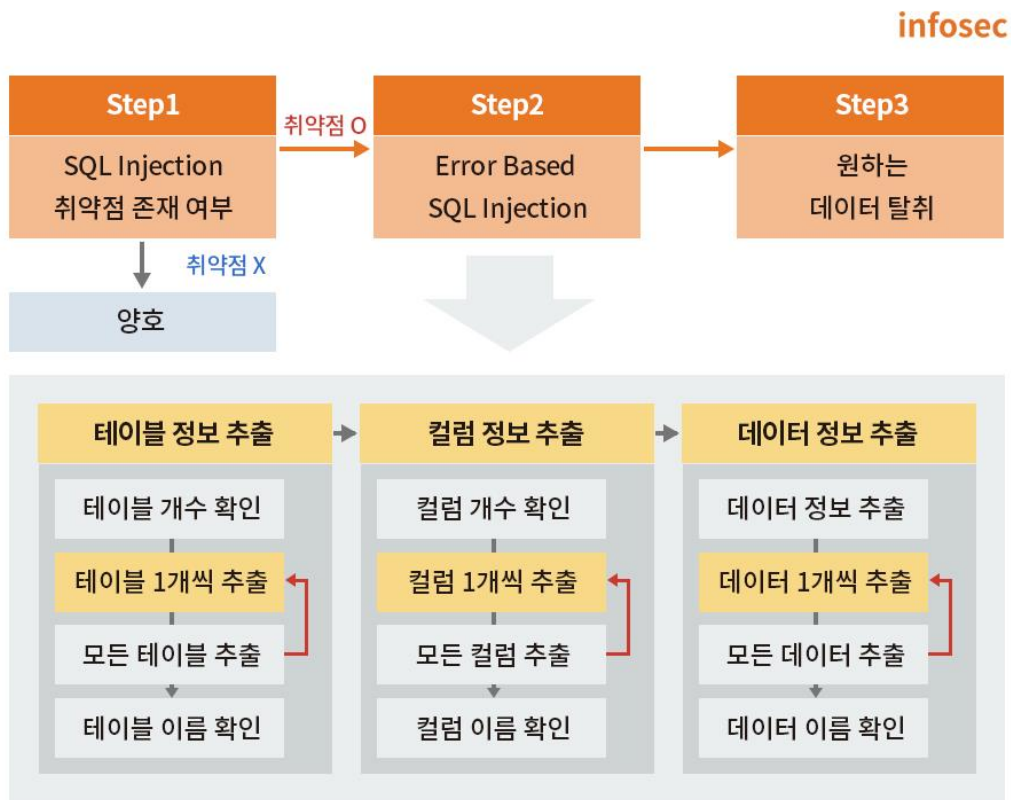 infosec
Step1
SQL Injection
취약점 존재 여부
취약점 O
Step2
Error Based
SQL Injection
Step3
원하는
데이터 탈취
취약점 X
양호
테이블 정보 추출
테이블 개수 확인
테이블 1개씩 추출
모든 테이블 추출
테이블 이름 확인
컬럼 정보 추출
컬럼 개수 확인
컬럼 1개씩 추출
모든 컬럼 추출
컬럼 이름 확인
데이터 정보 추출
데이터 정보 추출
데이터 1개씩 추출
모든 데이터 추출
데이터 이름 확인